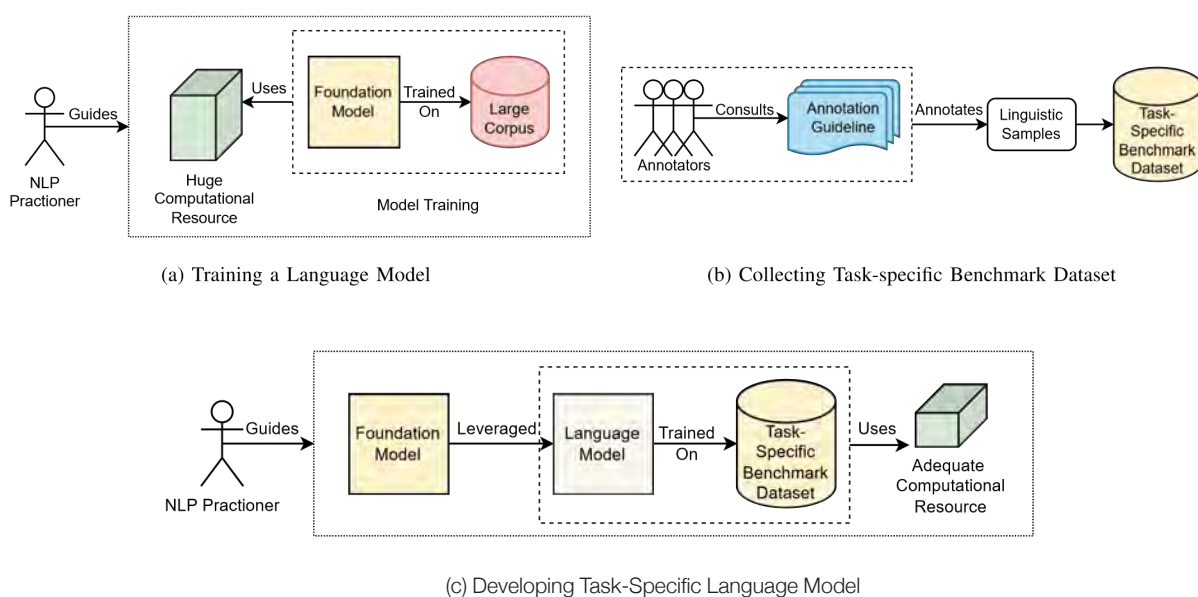 Guides
NLP
Practioner
Huge
Computational
Resource
Uses
Foundation
Model
Trained
On
Large
Corpus
Model Training
(a) Training a Language Model
Annotators
Consults
Annotation
Guideline
Annotates
Linguistic
Samples
Task-
Specific
Benchmark
Dataset
(b) Collecting Task-specific Benchmark Dataset
NLP Practioner
Guides
Foundation
Model
Leveraged
Language
Model
Trained
On
Task-
Specific
Benchmark
Dataset
Uses
Adequate
Computational
Resource
(c) Developing Task-Specific Language Model